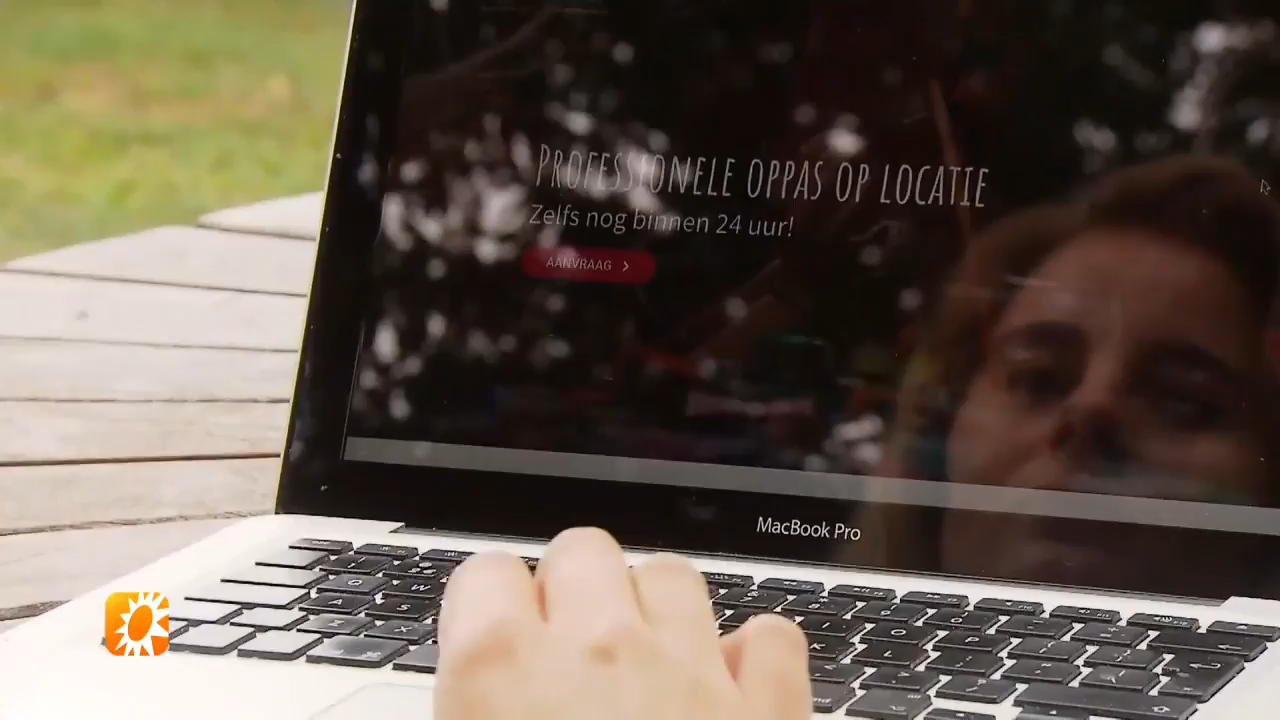 PROFESSIONELE OPPAS OP LOCATIE
Zelfs nog binnen 24 uur!
AANVRAAG >
MacBook Pro
Q W
A S
Z X
I O P
K L